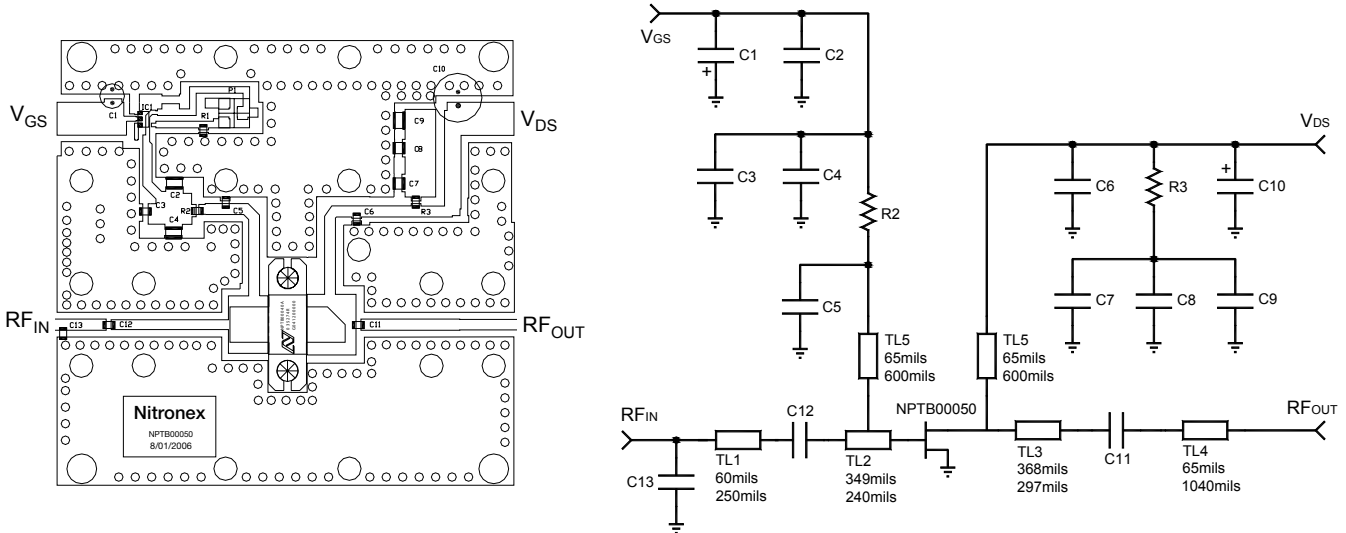 VGS
VDS
RFIN
RFOUT
C10
C1
IC1
P1
R1
C9
C8
C7
R3
C2
C3
R2
C4
C5
C6
C13
C12
C11
Nitronex
NPTB00050
8/01/2006
VGS
C1
+
C2
C3
C4
R2
C5
TL5
65mils
600mils
VDS
C6
R3
+
C10
C7
C8
C9
TL5
65mils
600mils
NPTB00050
RFIN
C13
TL1
60mils
250mils
C12
TL2
349mils
240mils
TL3
368mils
297mils
C11
TL4
65mils
1040mils
RFOUT